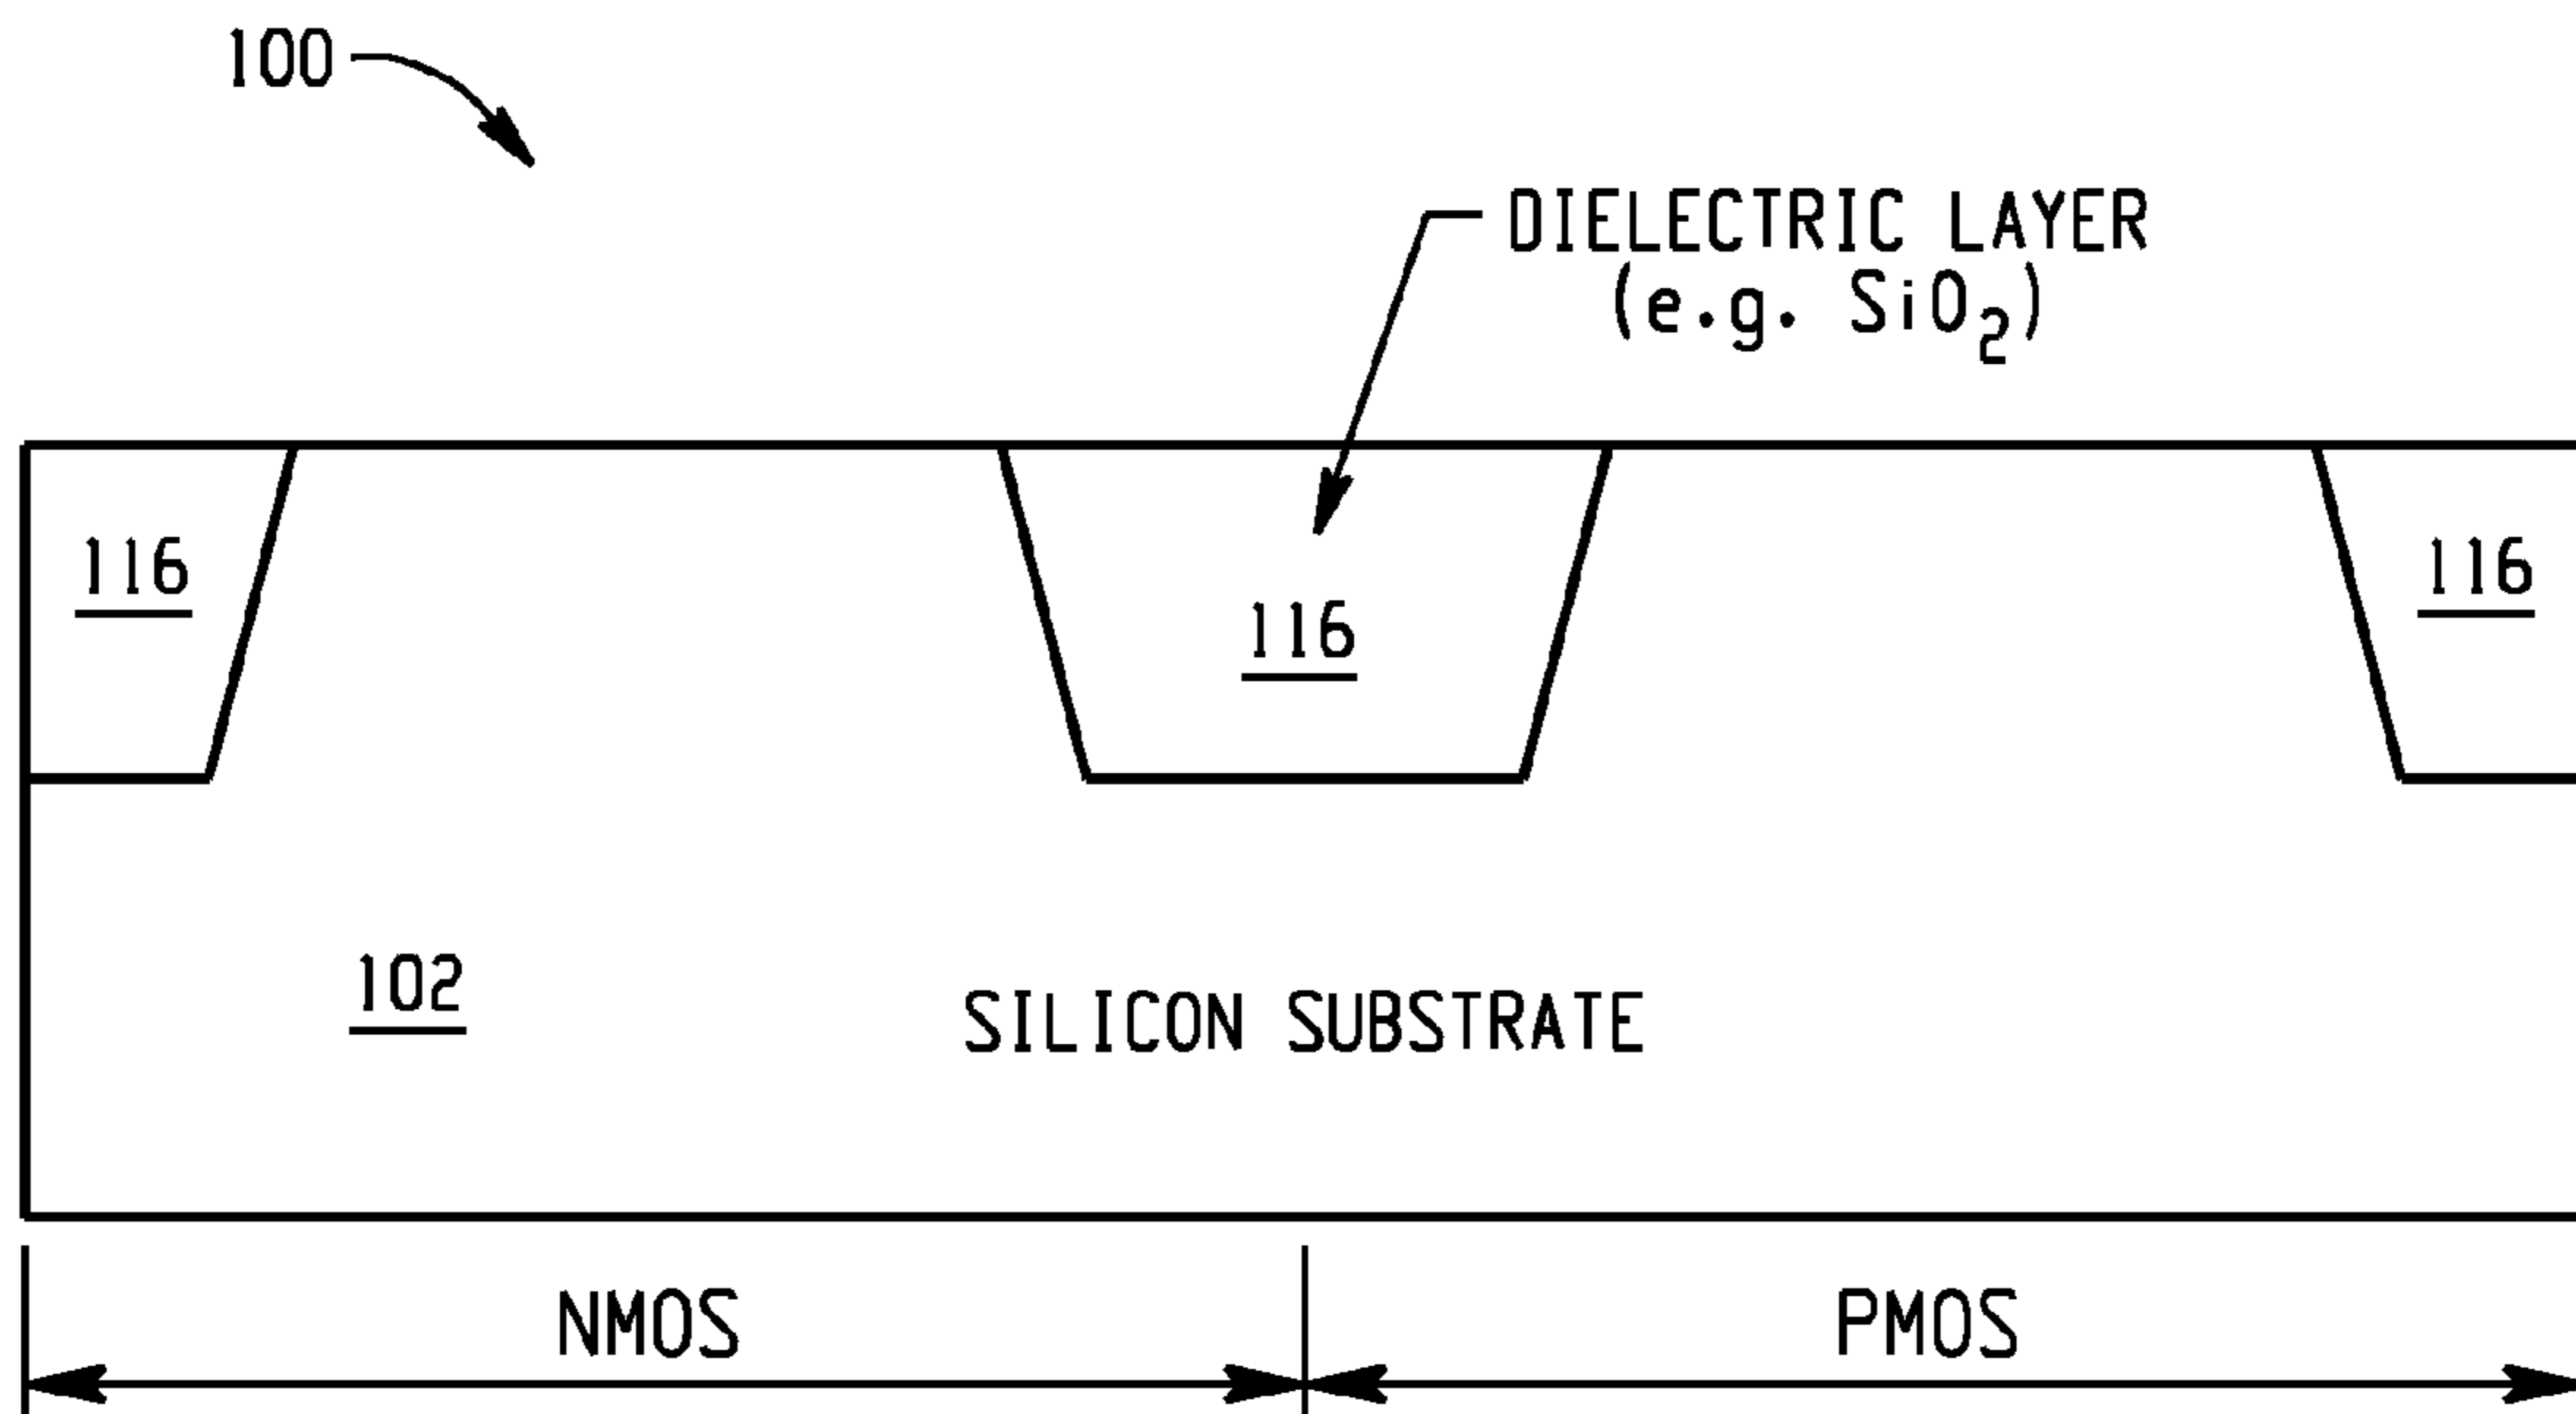 100
DIELECTRIC LAYER
(e.g. SiO₂)
116
116
116
102
SILICON SUBSTRATE
NMOS
PMOS